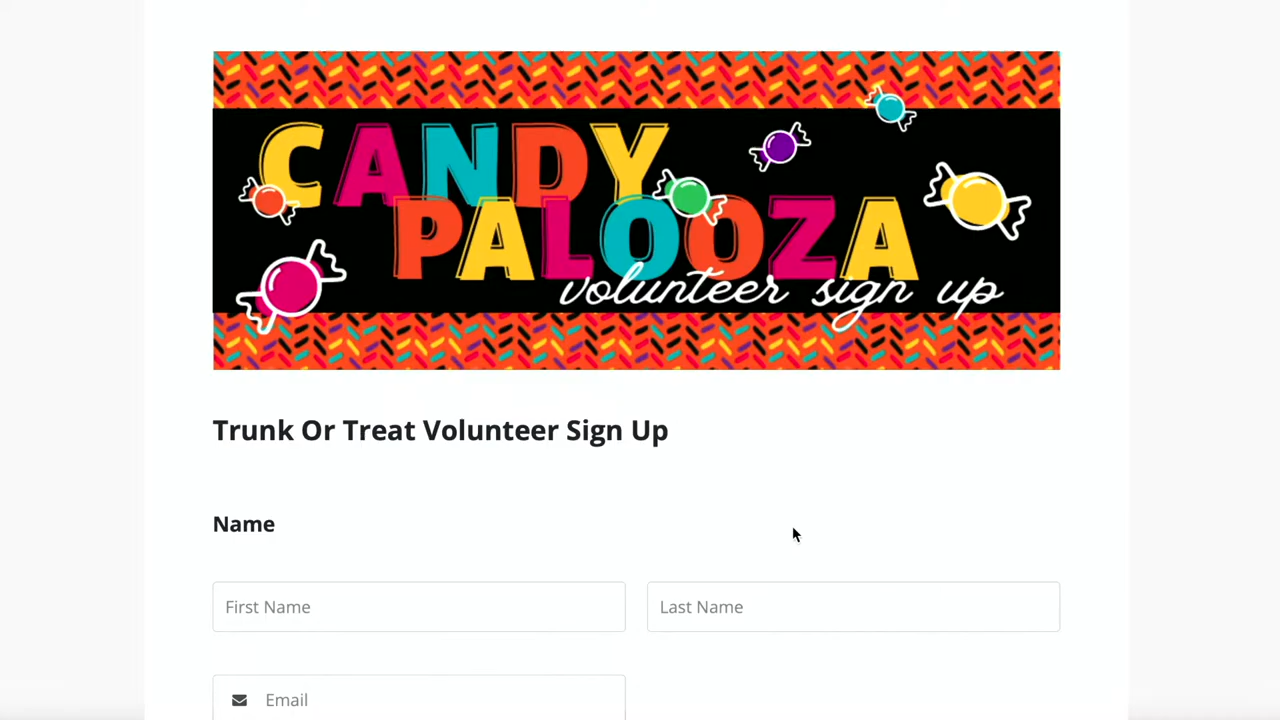 CANDY
PALOOZA
volunteer sign up
Trunk Or Treat Volunteer Sign Up
Name
First Name
Last Name
Email